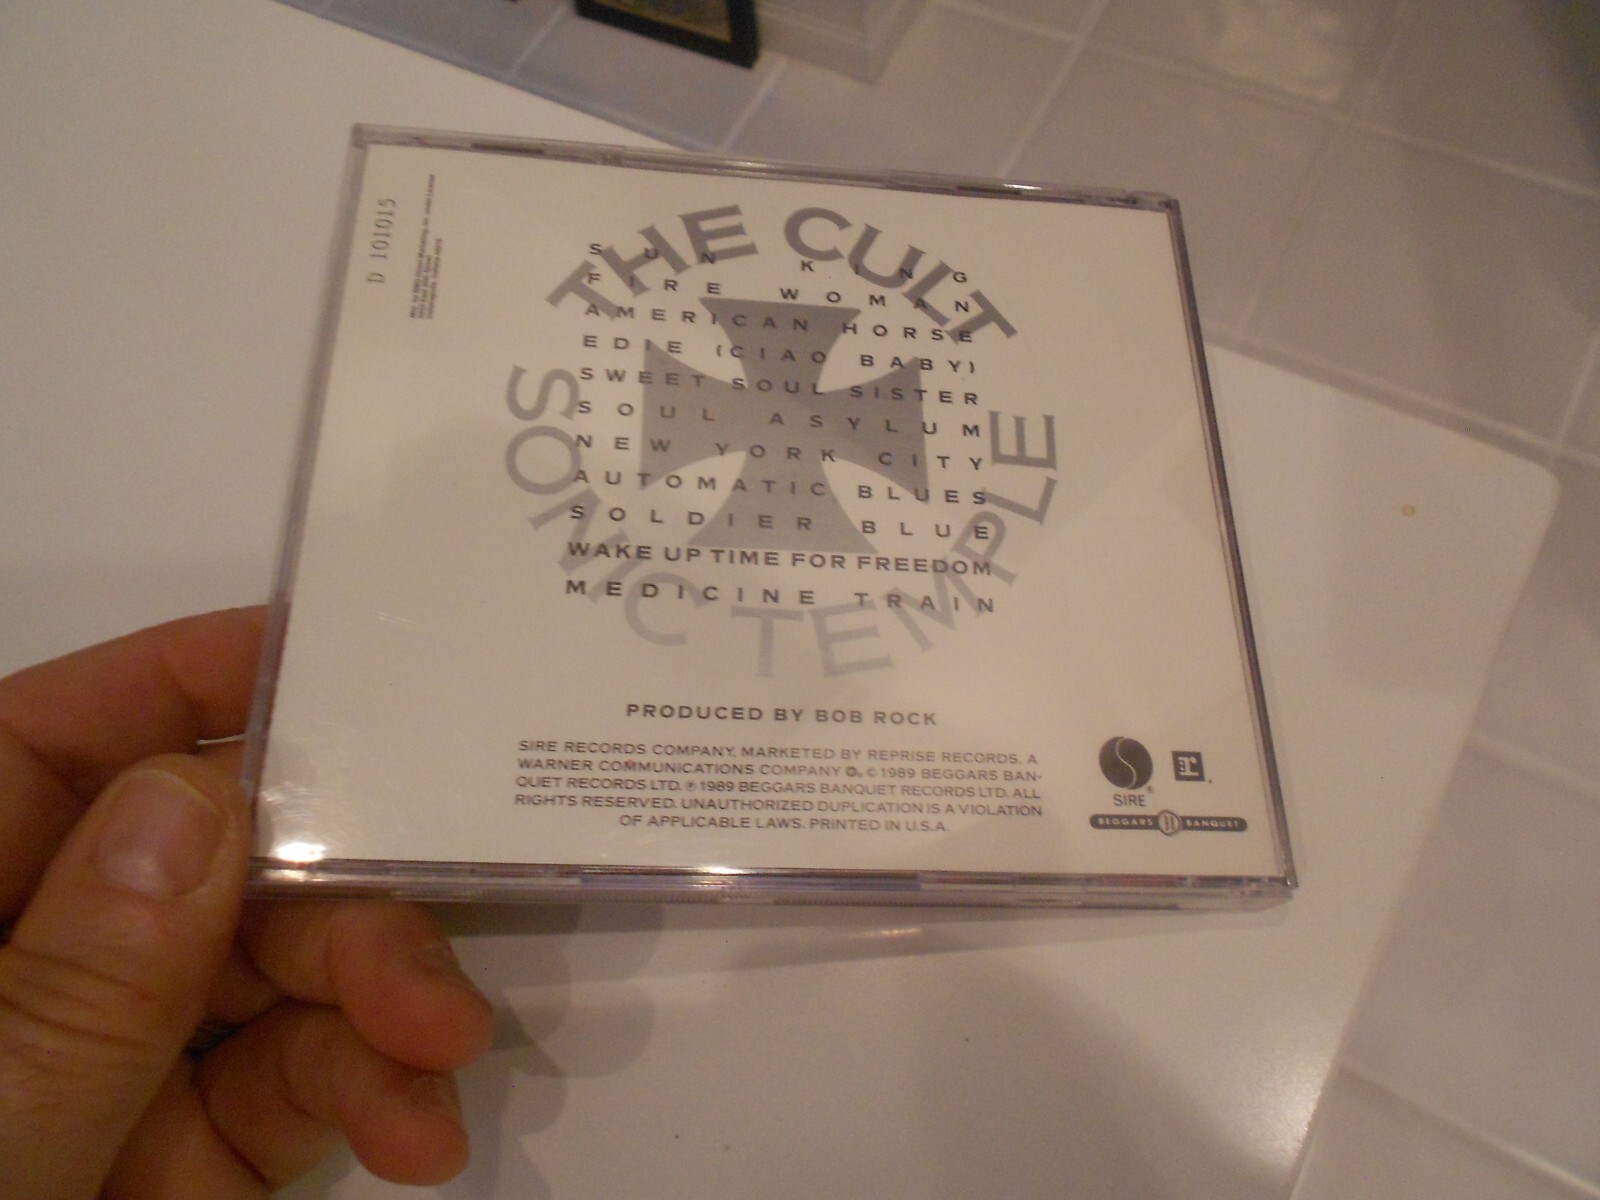 D 101015
THE CULT
SUN KING
FIRE WOMAN
AMERICAN HORSE
EDIE (CIAO BABY)
SWEET SOUL SISTER
SOUL ASYLUM
NEW YORK CITY
AUTOMATIC BLUES
SOLDIER BLUE
WAKE UP TIME FOR FREEDOM
MEDICINE TRAIN
SONIC TEMPLE
PRODUCED BY BOB ROCK
SIRE RECORDS COMPANY. MARKETED BY REPRISE RECORDS. A
WARNER COMMUNICATIONS COMPANY © 1989 BEGGARS BAN-
QUET RECORDS LTD. ℗ 1989 BEGGARS BANQUET RECORDS LTD. ALL
RIGHTS RESERVED. UNAUTHORIZED DUPLICATION IS A VIOLATION
OF APPLICABLE LAWS. PRINTED IN U.S.A.
SIRE®
BEGGARS BANQUET